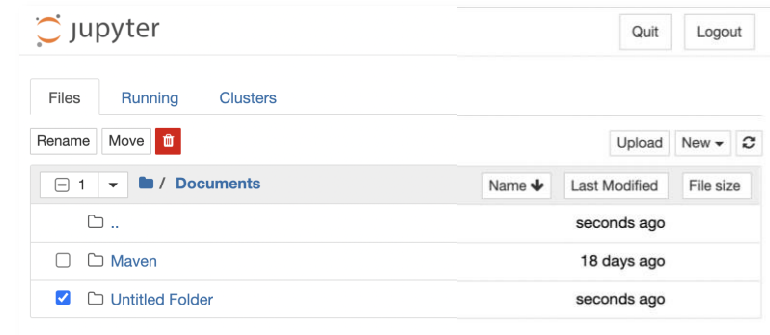 jupyter Quit Logout
Files Running Clusters
Rename Move Upload New
1 / Documents Name Last Modified File size
.. seconds ago
Maven 18 days ago
Untitled Folder seconds ago